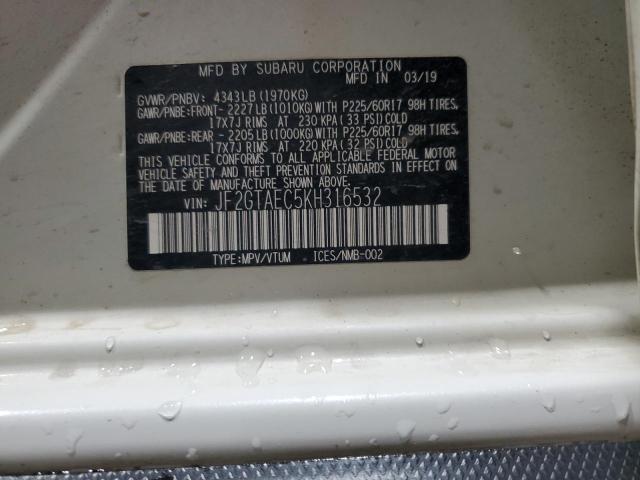 MFD BY SUBARU CORPORATION
MFD IN 03/19
GVWR/PNBV: 4343LB(1970KG)
GAWR/PNBE:FRONT- 2227LB(1010KG)WITH P225/60R17 98H TIRES,
17X7J RIMS AT 230 KPA(33 PSI)COLD
GAWR/PNBE:REAR - 2205LB(1000KG)WITH P225/60R17 98H TIRES,
17X7J RIMS AT 220 KPA(32 PSI)COLD
THIS VEHICLE CONFORMS TO ALL APPLICABLE FEDERAL MOTOR
VEHICLE SAFETY AND THEFT PREVENTION STANDARDS IN EFFECT
ON THE DATE OF MANUFACTURE SHOWN ABOVE.
VIN: JF2GTAEC5KH316532
TYPE:MPV/VTUM ICES/NMB-002